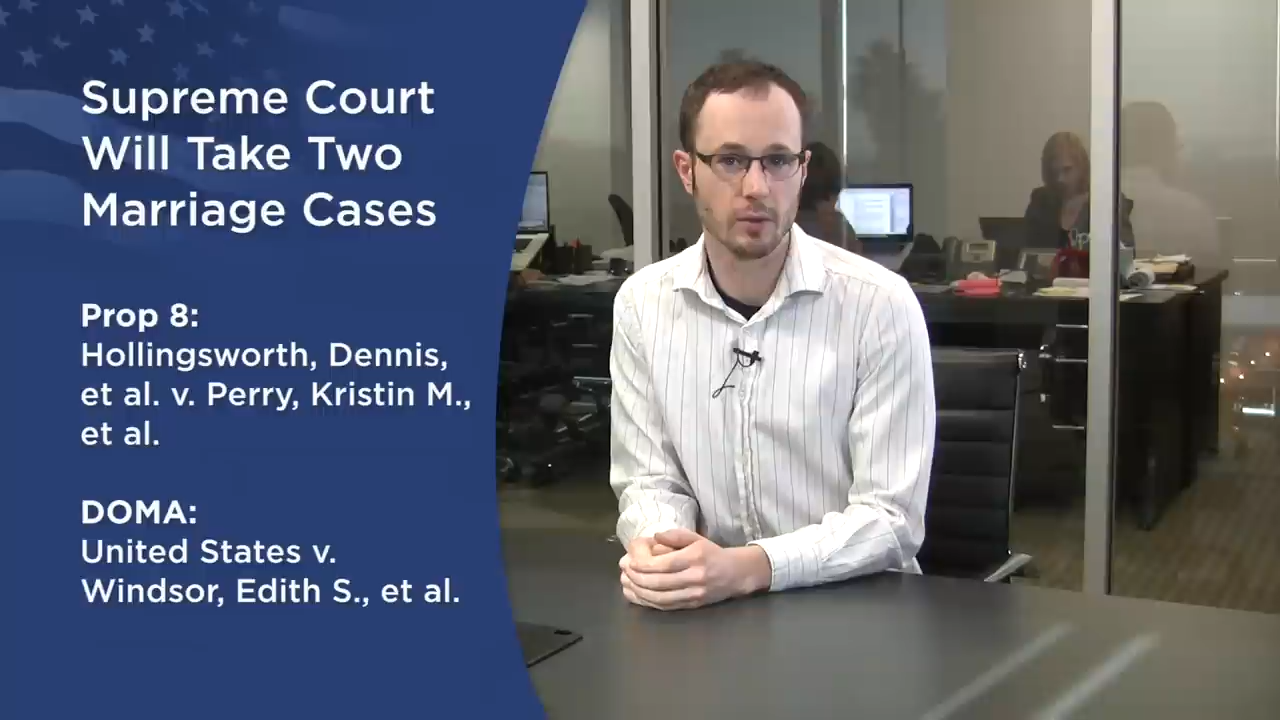 Supreme Court
Will Take Two
Marriage Cases
Prop 8:
Hollingsworth, Dennis,
et al. v. Perry, Kristin M.,
et al.
DOMA:
United States v.
Windsor, Edith S., et al.